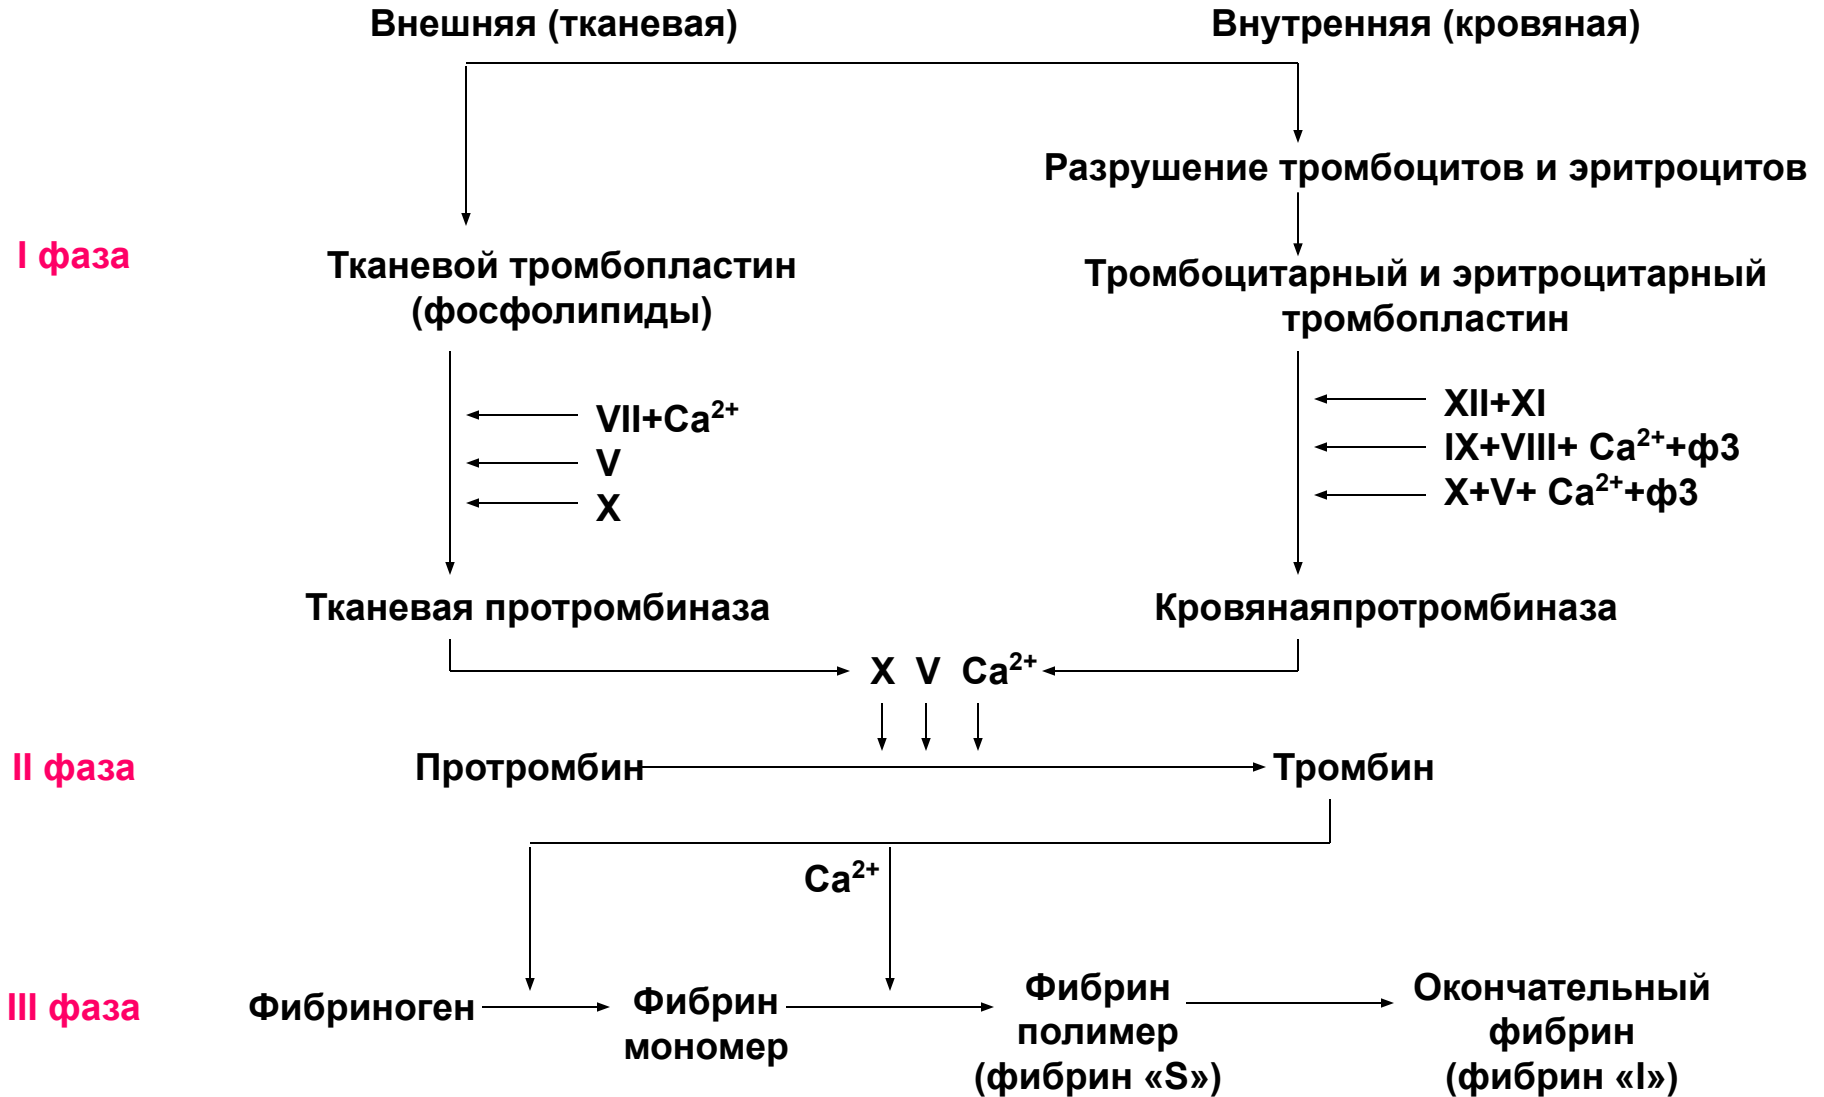 Внешняя (тканевая)
Внутренняя (кровяная)
Разрушение тромбоцитов и эритроцитов
I фаза
Тканевой тромбопластин
(фосфолипиды)
Тромбоцитарный и эритроцитарный
тромбопластин
VII+Ca²⁺
V
X
XII+XI
IX+VIII+ Ca²⁺+ф3
X+V+ Ca²⁺+ф3
Тканевая протромбиназа
Кровянаяпротромбиназа
X V Ca²⁺
II фаза
Протромбин
Тромбин
Ca²⁺
III фаза
Фибриноген
Фибрин
мономер
Фибрин
полимер
(фибрин «S»)
Окончательный
фибрин
(фибрин «I»)